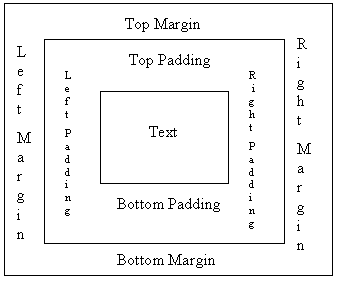 Top Margin
Left Margin
Right Margin
Top Padding
Left Padding
Right Padding
Text
Bottom Padding
Bottom Margin